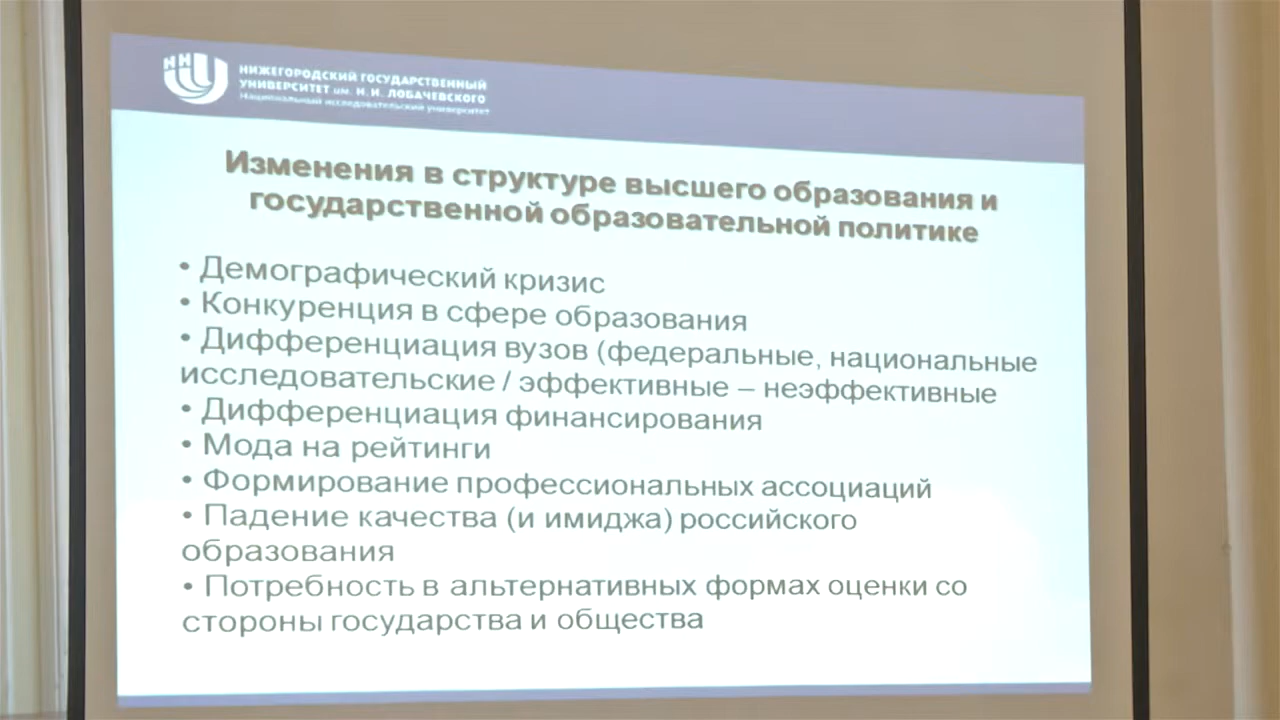 ННУ
НИЖЕГОРОДСКИЙ ГОСУДАРСТВЕННЫЙ
УНИВЕРСИТЕТ им. Н. И. ЛОБАЧЕВСКОГО
Национальный исследовательский университет
Изменения в структуре высшего образования и
государственной образовательной политике
• Демографический кризис
• Конкуренция в сфере образования
• Дифференциация вузов (федеральные, национальные
исследовательские / эффективные – неэффективные
• Дифференциация финансирования
• Мода на рейтинги
• Формирование профессиональных ассоциаций
• Падение качества (и имиджа) российского
образования
• Потребность в альтернативных формах оценки со
стороны государства и общества